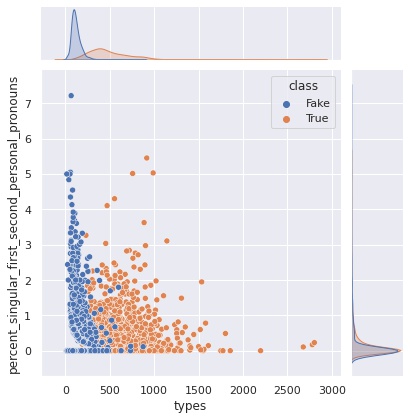 class
Fake
True
percent_singular_first_second_personal_pronouns
7
6
5
4
3
2
1
0
0 500 1000 1500 2000 2500 3000
types